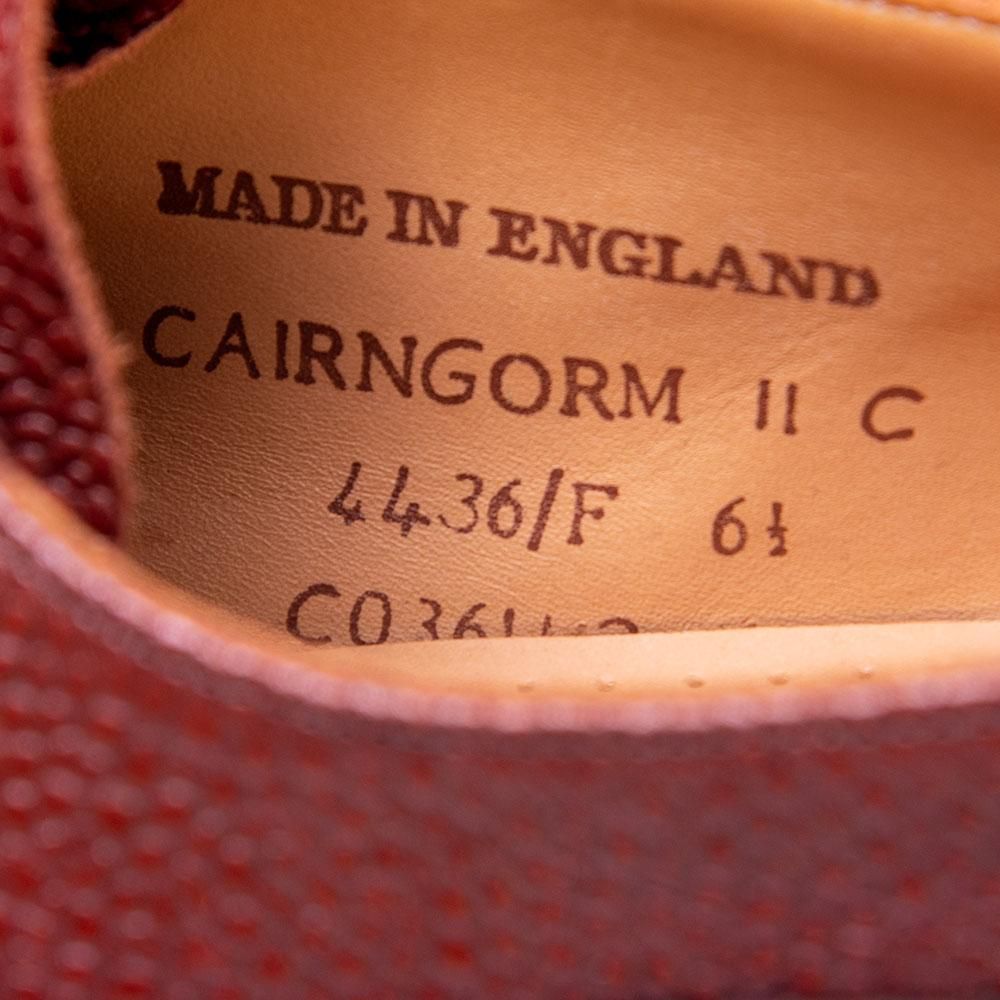 MADE IN ENGLAND
CAIRNGORM II C
4436/F 6½